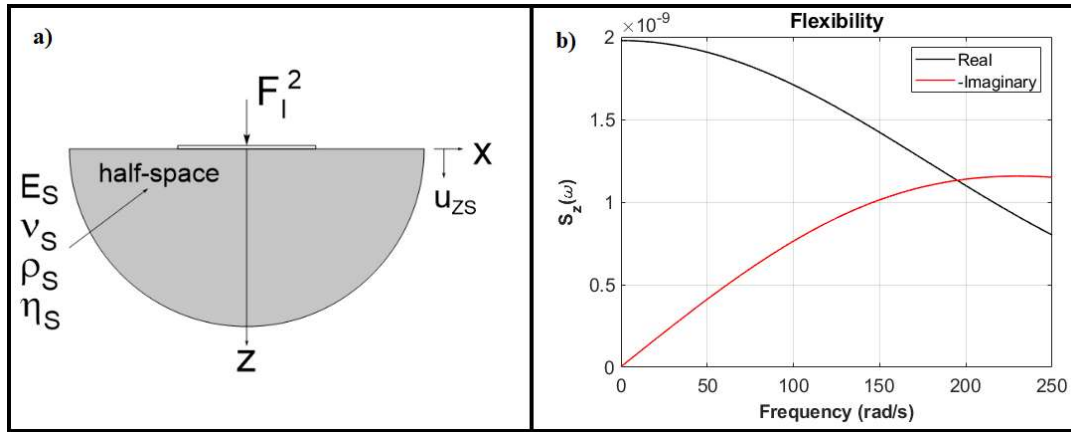 a)
F_I^2
X
half-space
u_ZS
E_S
ν_S
ρ_S
η_S
Z
b)
Flexibility
×10^-9
2
1.5
1
0.5
0
S_z(ω)
Real
-Imaginary
0 50 100 150 200 250
Frequency (rad/s)